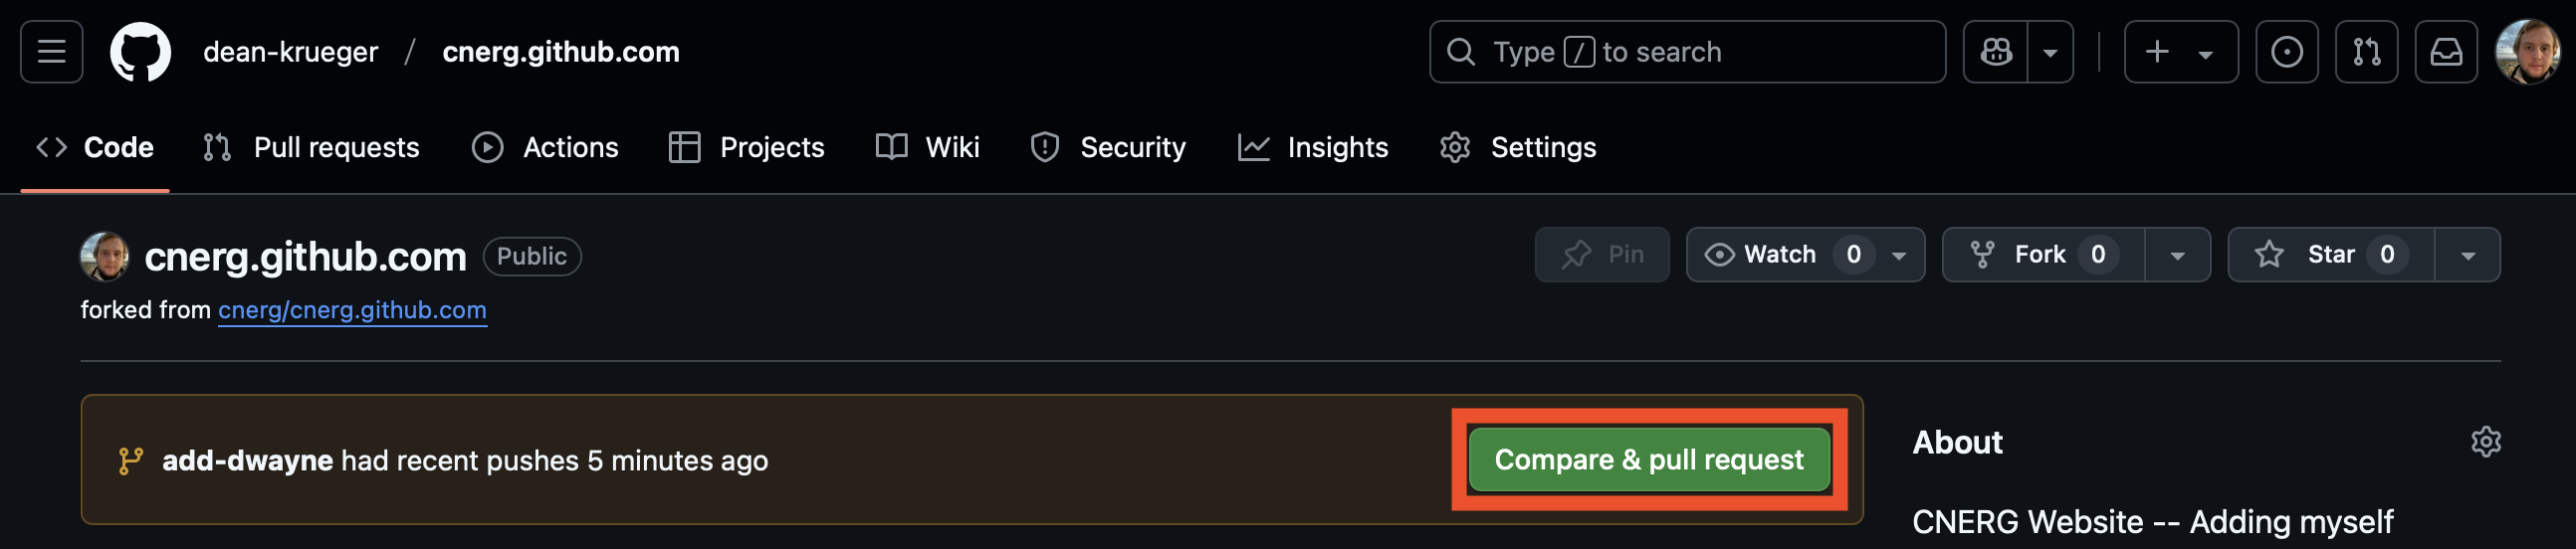 dean-krueger / cnerg.github.com
Type / to search
Code Pull requests Actions Projects Wiki Security Insights Settings
cnerg.github.com Public
Pin Watch 0 Fork 0 Star 0
forked from cnerg/cnerg.github.com
add-dwayne had recent pushes 5 minutes ago
Compare & pull request
About
CNERG Website -- Adding myself